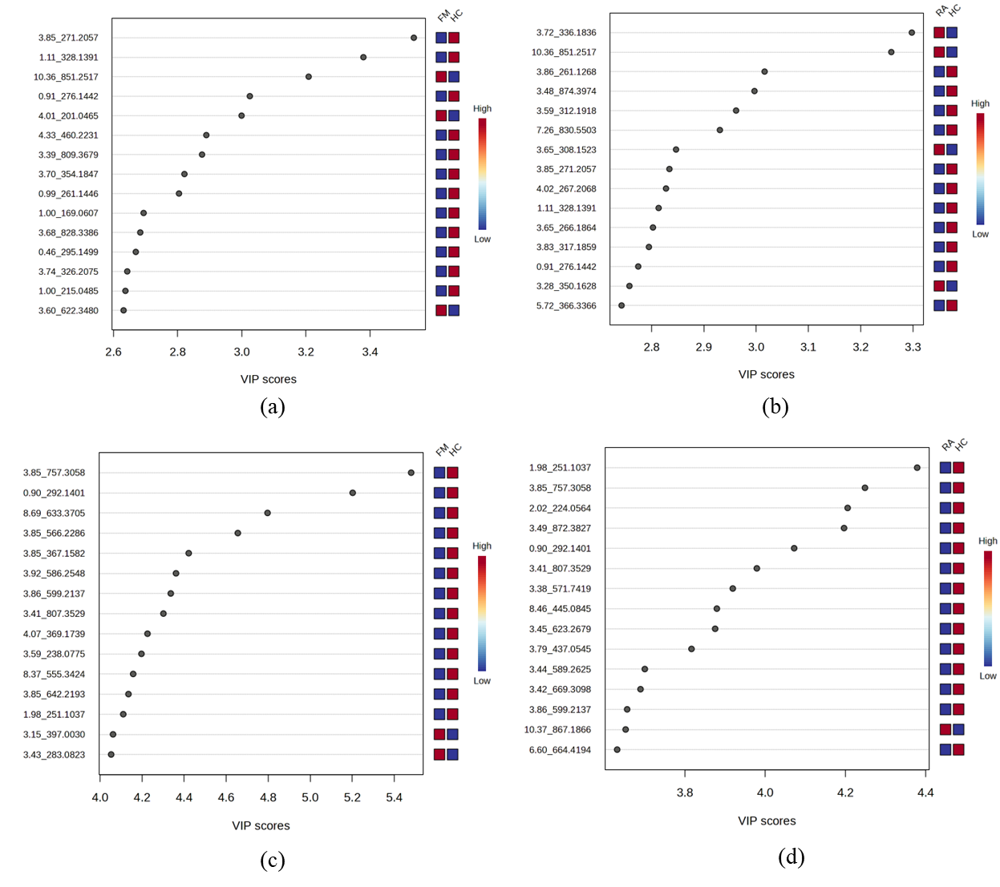 FM HC
3.85_271.2057
1.11_328.1391
10.36_851.2517
0.91_276.1442
4.01_201.0465
4.33_460.2231
3.39_809.3679
3.70_354.1847
0.99_261.1446
1.00_169.0607
3.68_828.3386
0.46_295.1499
3.74_326.2075
1.00_215.0485
3.60_622.3480
High
Low
2.6 2.8 3.0 3.2 3.4
VIP scores
(a)
RA HC
3.72_336.1836
10.36_851.2517
3.86_261.1268
3.48_874.3974
3.59_312.1918
7.26_830.5503
3.65_308.1523
3.85_271.2057
4.02_267.2068
1.11_328.1391
3.65_266.1864
3.83_317.1859
0.91_276.1442
3.28_350.1628
5.72_366.3366
High
Low
2.8 2.9 3.0 3.1 3.2 3.3
VIP scores
(b)
FM HC
3.85_757.3058
0.90_292.1401
8.69_633.3705
3.85_566.2286
3.85_367.1582
3.92_586.2548
3.86_599.2137
3.41_807.3529
4.07_369.1739
3.59_238.0775
8.37_555.3424
3.85_642.2193
1.98_251.1037
3.15_397.0030
3.43_283.0823
High
Low
4.0 4.2 4.4 4.6 4.8 5.0 5.2 5.4
VIP scores
(c)
RA HC
1.98_251.1037
3.85_757.3058
2.02_224.0564
3.49_872.3827
0.90_292.1401
3.41_807.3529
3.38_571.7419
8.46_445.0845
3.45_623.2679
3.79_437.0545
3.44_589.2625
3.42_669.3098
3.86_599.2137
10.37_867.1866
6.60_664.4194
High
Low
3.8 4.0 4.2 4.4
VIP scores
(d)